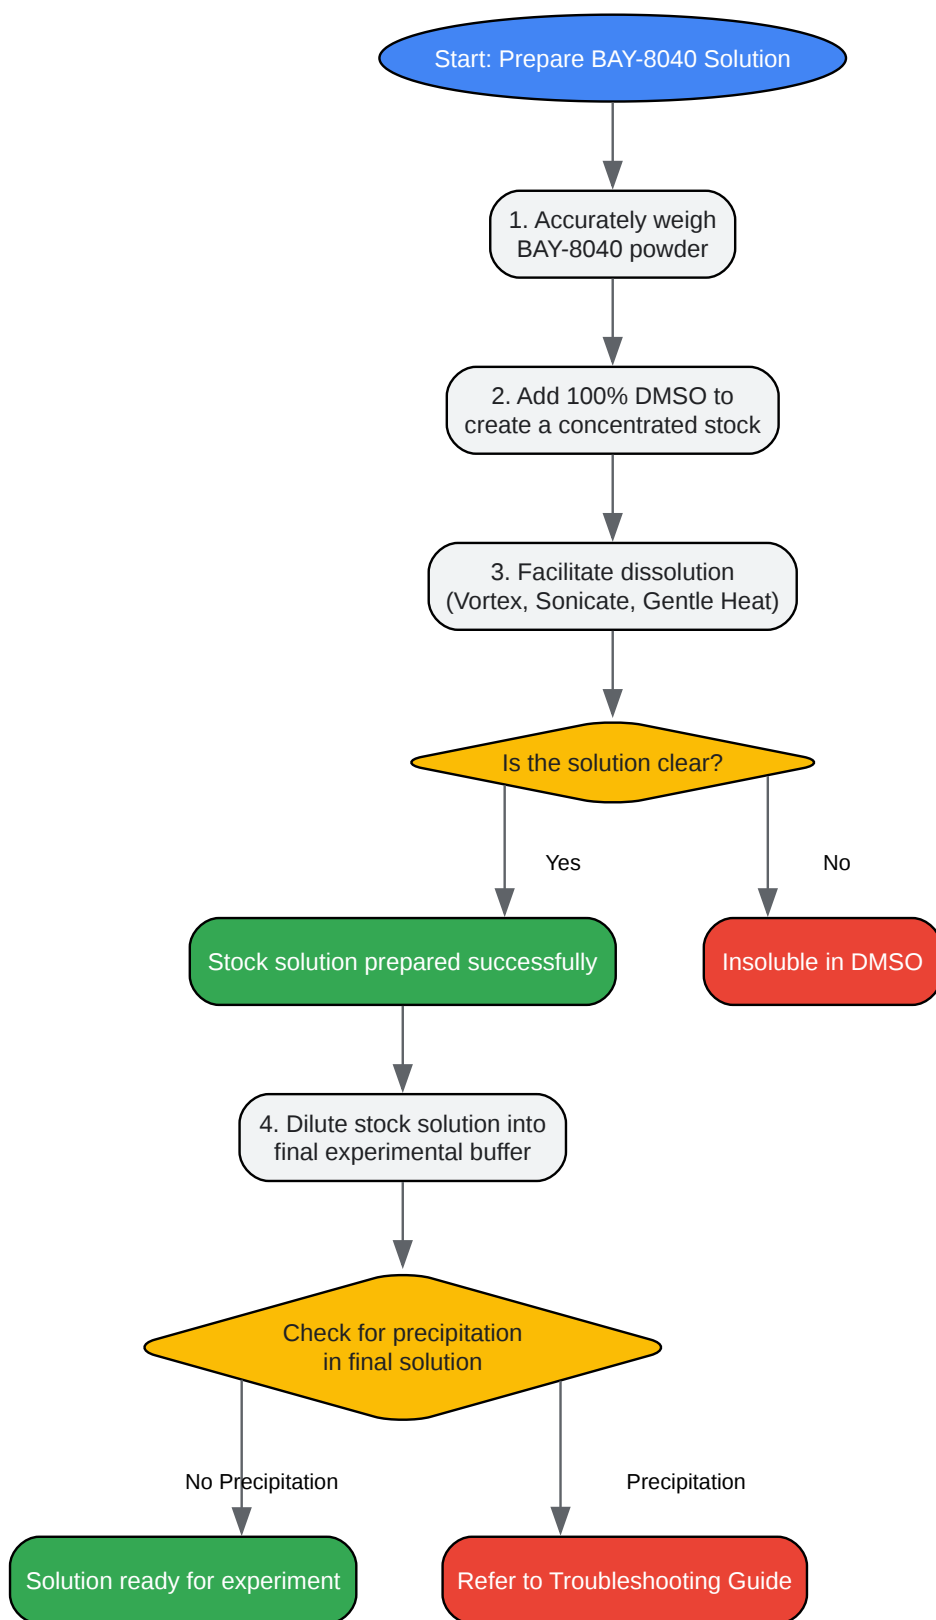 Start: Prepare BAY-8040 Solution
1. Accurately weigh
BAY-8040 powder
2. Add 100% DMSO to
create a concentrated stock
3. Facilitate dissolution
(Vortex, Sonicate, Gentle Heat)
Is the solution clear?
Yes
No
Stock solution prepared successfully
Insoluble in DMSO
4. Dilute stock solution into
final experimental buffer
Check for precipitation
in final solution
No Precipitation
Precipitation
Solution ready for experiment
Refer to Troubleshooting Guide